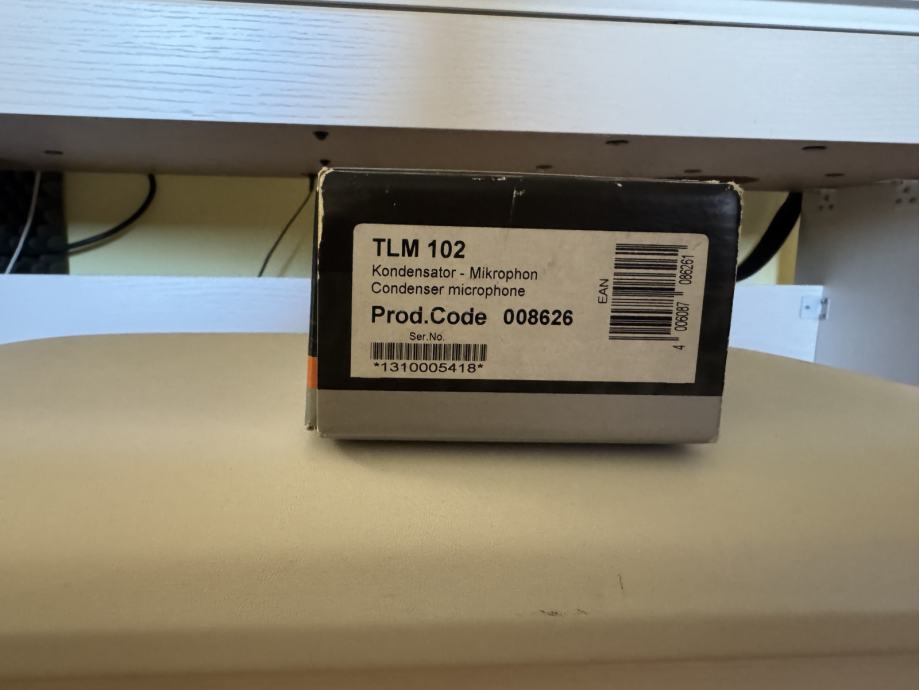 TLM 102
Kondensator - Mikrophon
Condenser microphone
Prod.Code 008626
Ser.No.
*1310005418*
EAN
4 006087 086261